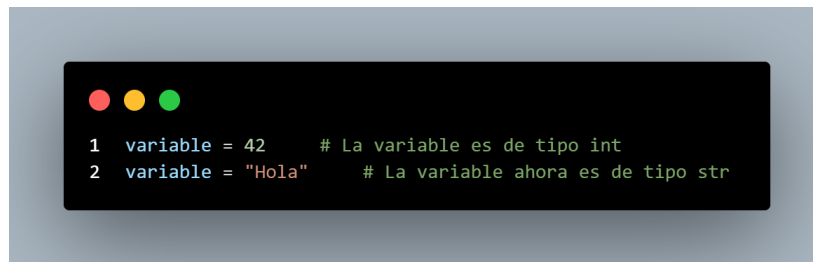 1 variable = 42 # La variable es de tipo int
2 variable = "Hola" # La variable ahora es de tipo str